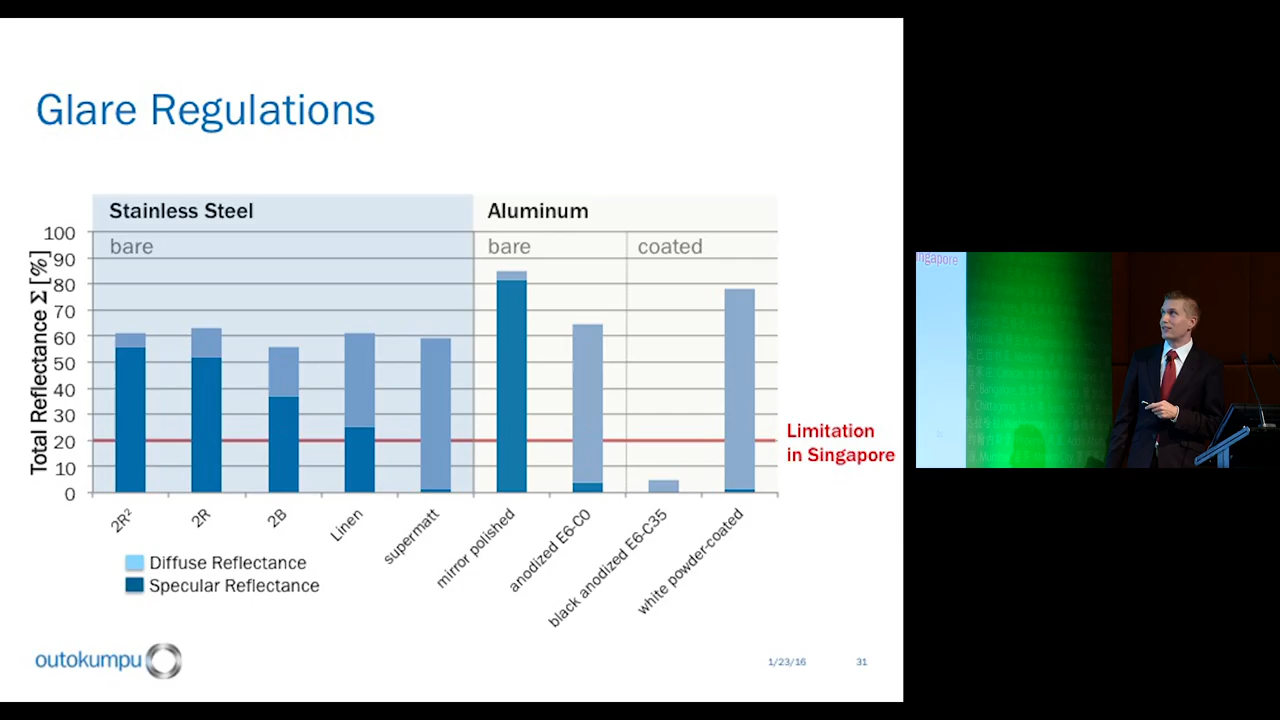 Glare Regulations
Stainless Steel
Aluminum
bare
bare
coated
Total Reflectance Σ [%]
100
90
80
70
60
50
40
30
20
10
0
Limitation
in Singapore
2R²
2R
2B
Linen
supermatt
mirror polished
anodized E6-C0
black anodized E6-C35
white powder-coated
Diffuse Reflectance
Specular Reflectance
outokumpu
1/23/16
31